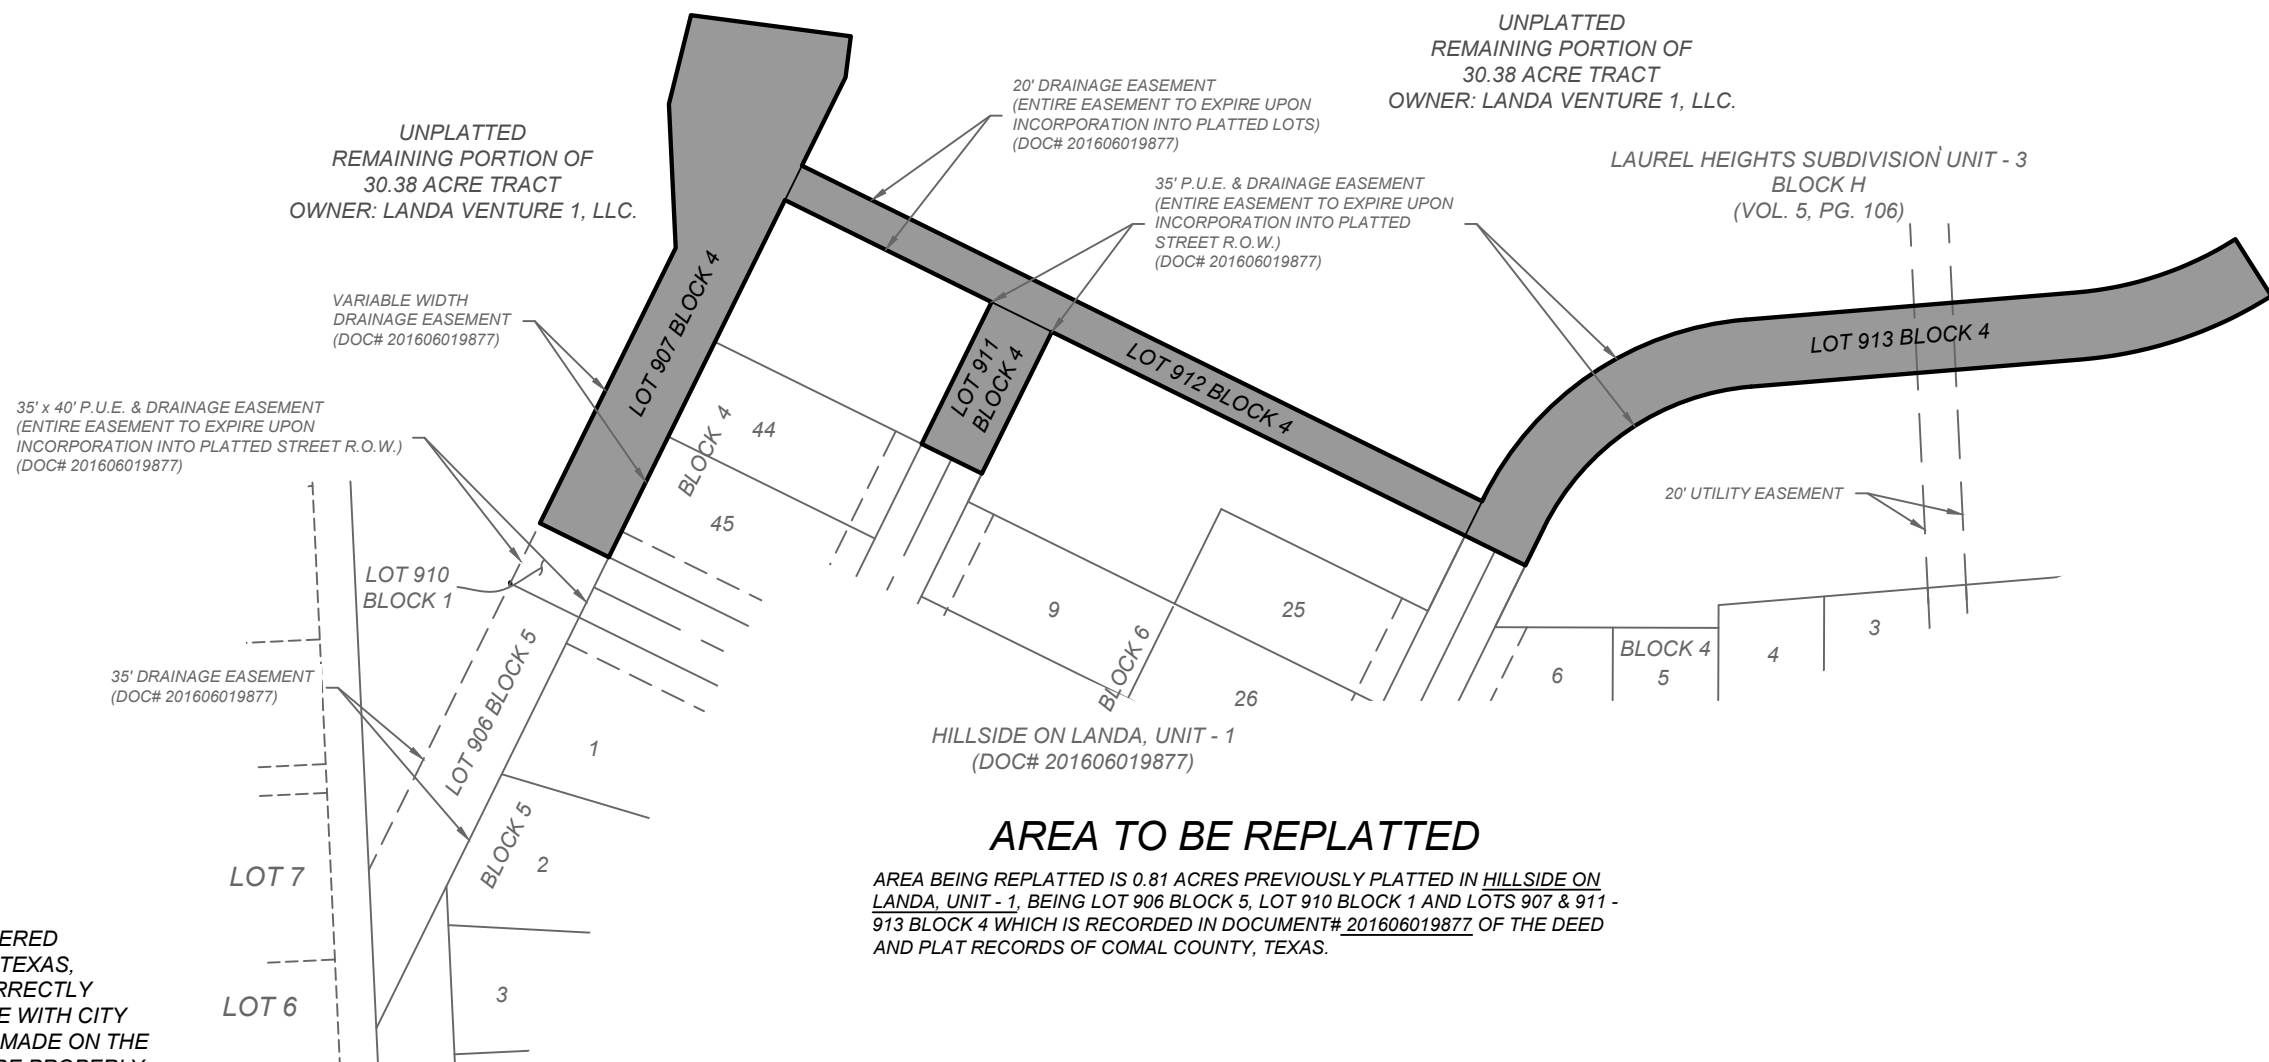 UNPLATTED
REMAINING PORTION OF
30.38 ACRE TRACT
OWNER: LANDA VENTURE 1, LLC.
20' DRAINAGE EASEMENT
(ENTIRE EASEMENT TO EXPIRE UPON
INCORPORATION INTO PLATTED LOTS)
(DOC# 201606019877)
UNPLATTED
REMAINING PORTION OF
30.38 ACRE TRACT
OWNER: LANDA VENTURE 1, LLC.
35' P.U.E. & DRAINAGE EASEMENT
(ENTIRE EASEMENT TO EXPIRE UPON
INCORPORATION INTO PLATTED
STREET R.O.W.)
(DOC# 201606019877)
LAUREL HEIGHTS SUBDIVISION UNIT - 3
BLOCK H
(VOL. 5, PG. 106)
VARIABLE WIDTH
DRAINAGE EASEMENT
(DOC# 201606019877)
LOT 907 BLOCK 4
LOT 911
BLOCK 4
LOT 912 BLOCK 4
LOT 913 BLOCK 4
35' x 40' P.U.E. & DRAINAGE EASEMENT
(ENTIRE EASEMENT TO EXPIRE UPON
INCORPORATION INTO PLATTED STREET R.O.W.)
(DOC# 201606019877)
BLOCK 4
44
45
20' UTILITY EASEMENT
LOT 910
BLOCK 1
9
BLOCK 6
25
26
6
BLOCK 4
5
4
3
35' DRAINAGE EASEMENT
(DOC# 201606019877)
LOT 906 BLOCK 5
1
BLOCK 5
2
3
HILLSIDE ON LANDA, UNIT - 1
(DOC# 201606019877)
LOT 7
LOT 6
AREA TO BE REPLATTED
AREA BEING REPLATTED IS 0.81 ACRES PREVIOUSLY PLATTED IN HILLSIDE ON
LANDA, UNIT - 1, BEING LOT 906 BLOCK 5, LOT 910 BLOCK 1 AND LOTS 907 & 911 -
913 BLOCK 4 WHICH IS RECORDED IN DOCUMENT# 201606019877 OF THE DEED
AND PLAT RECORDS OF COMAL COUNTY, TEXAS.
ERED
TEXAS,
RRECTLY
E WITH CITY
MADE ON THE
PROPERLY